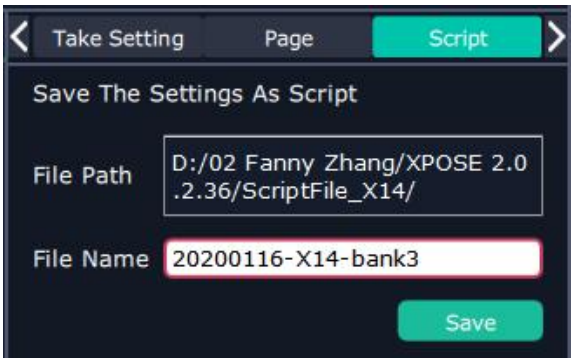 Take Setting Page Script
Save The Settings As Script
File Path D:/02 Fanny Zhang/XPOSE 2.0
.2.36/ScriptFile_X14/
File Name 20200116-X14-bank3
Save